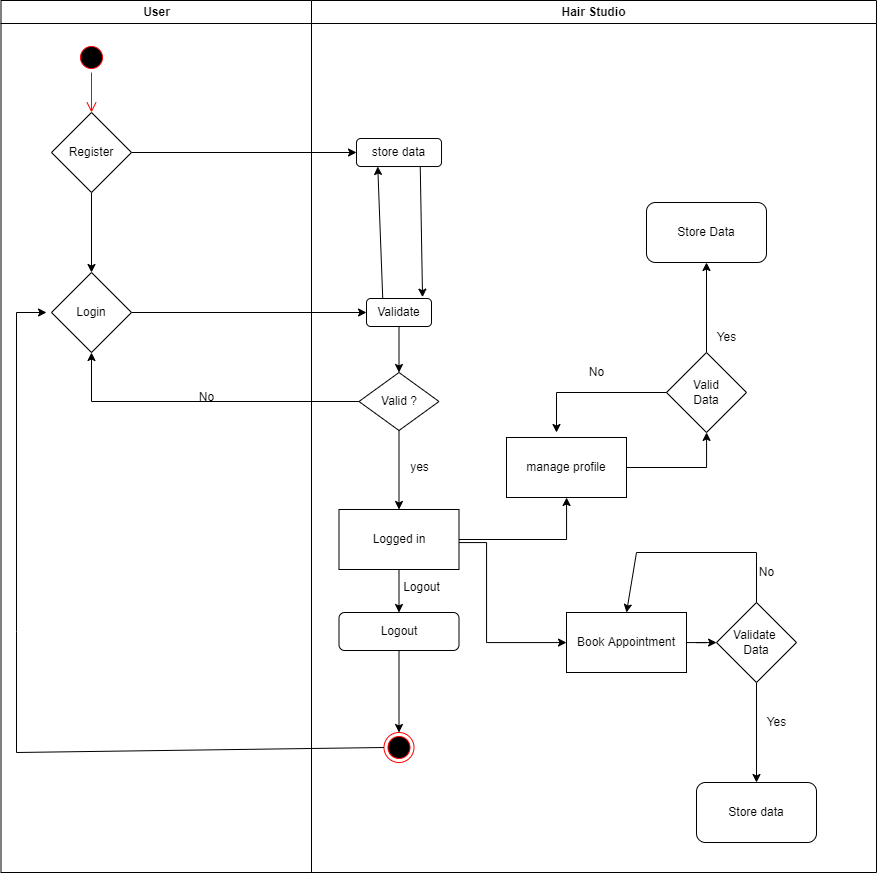 User
Hair Studio
Register
store data
Store Data
Login
Validate
Yes
No
Valid
Data
No
Valid ?
yes
manage profile
Logged in
Logout
No
Logout
Book Appointment
Validate
Data
Yes
Store data